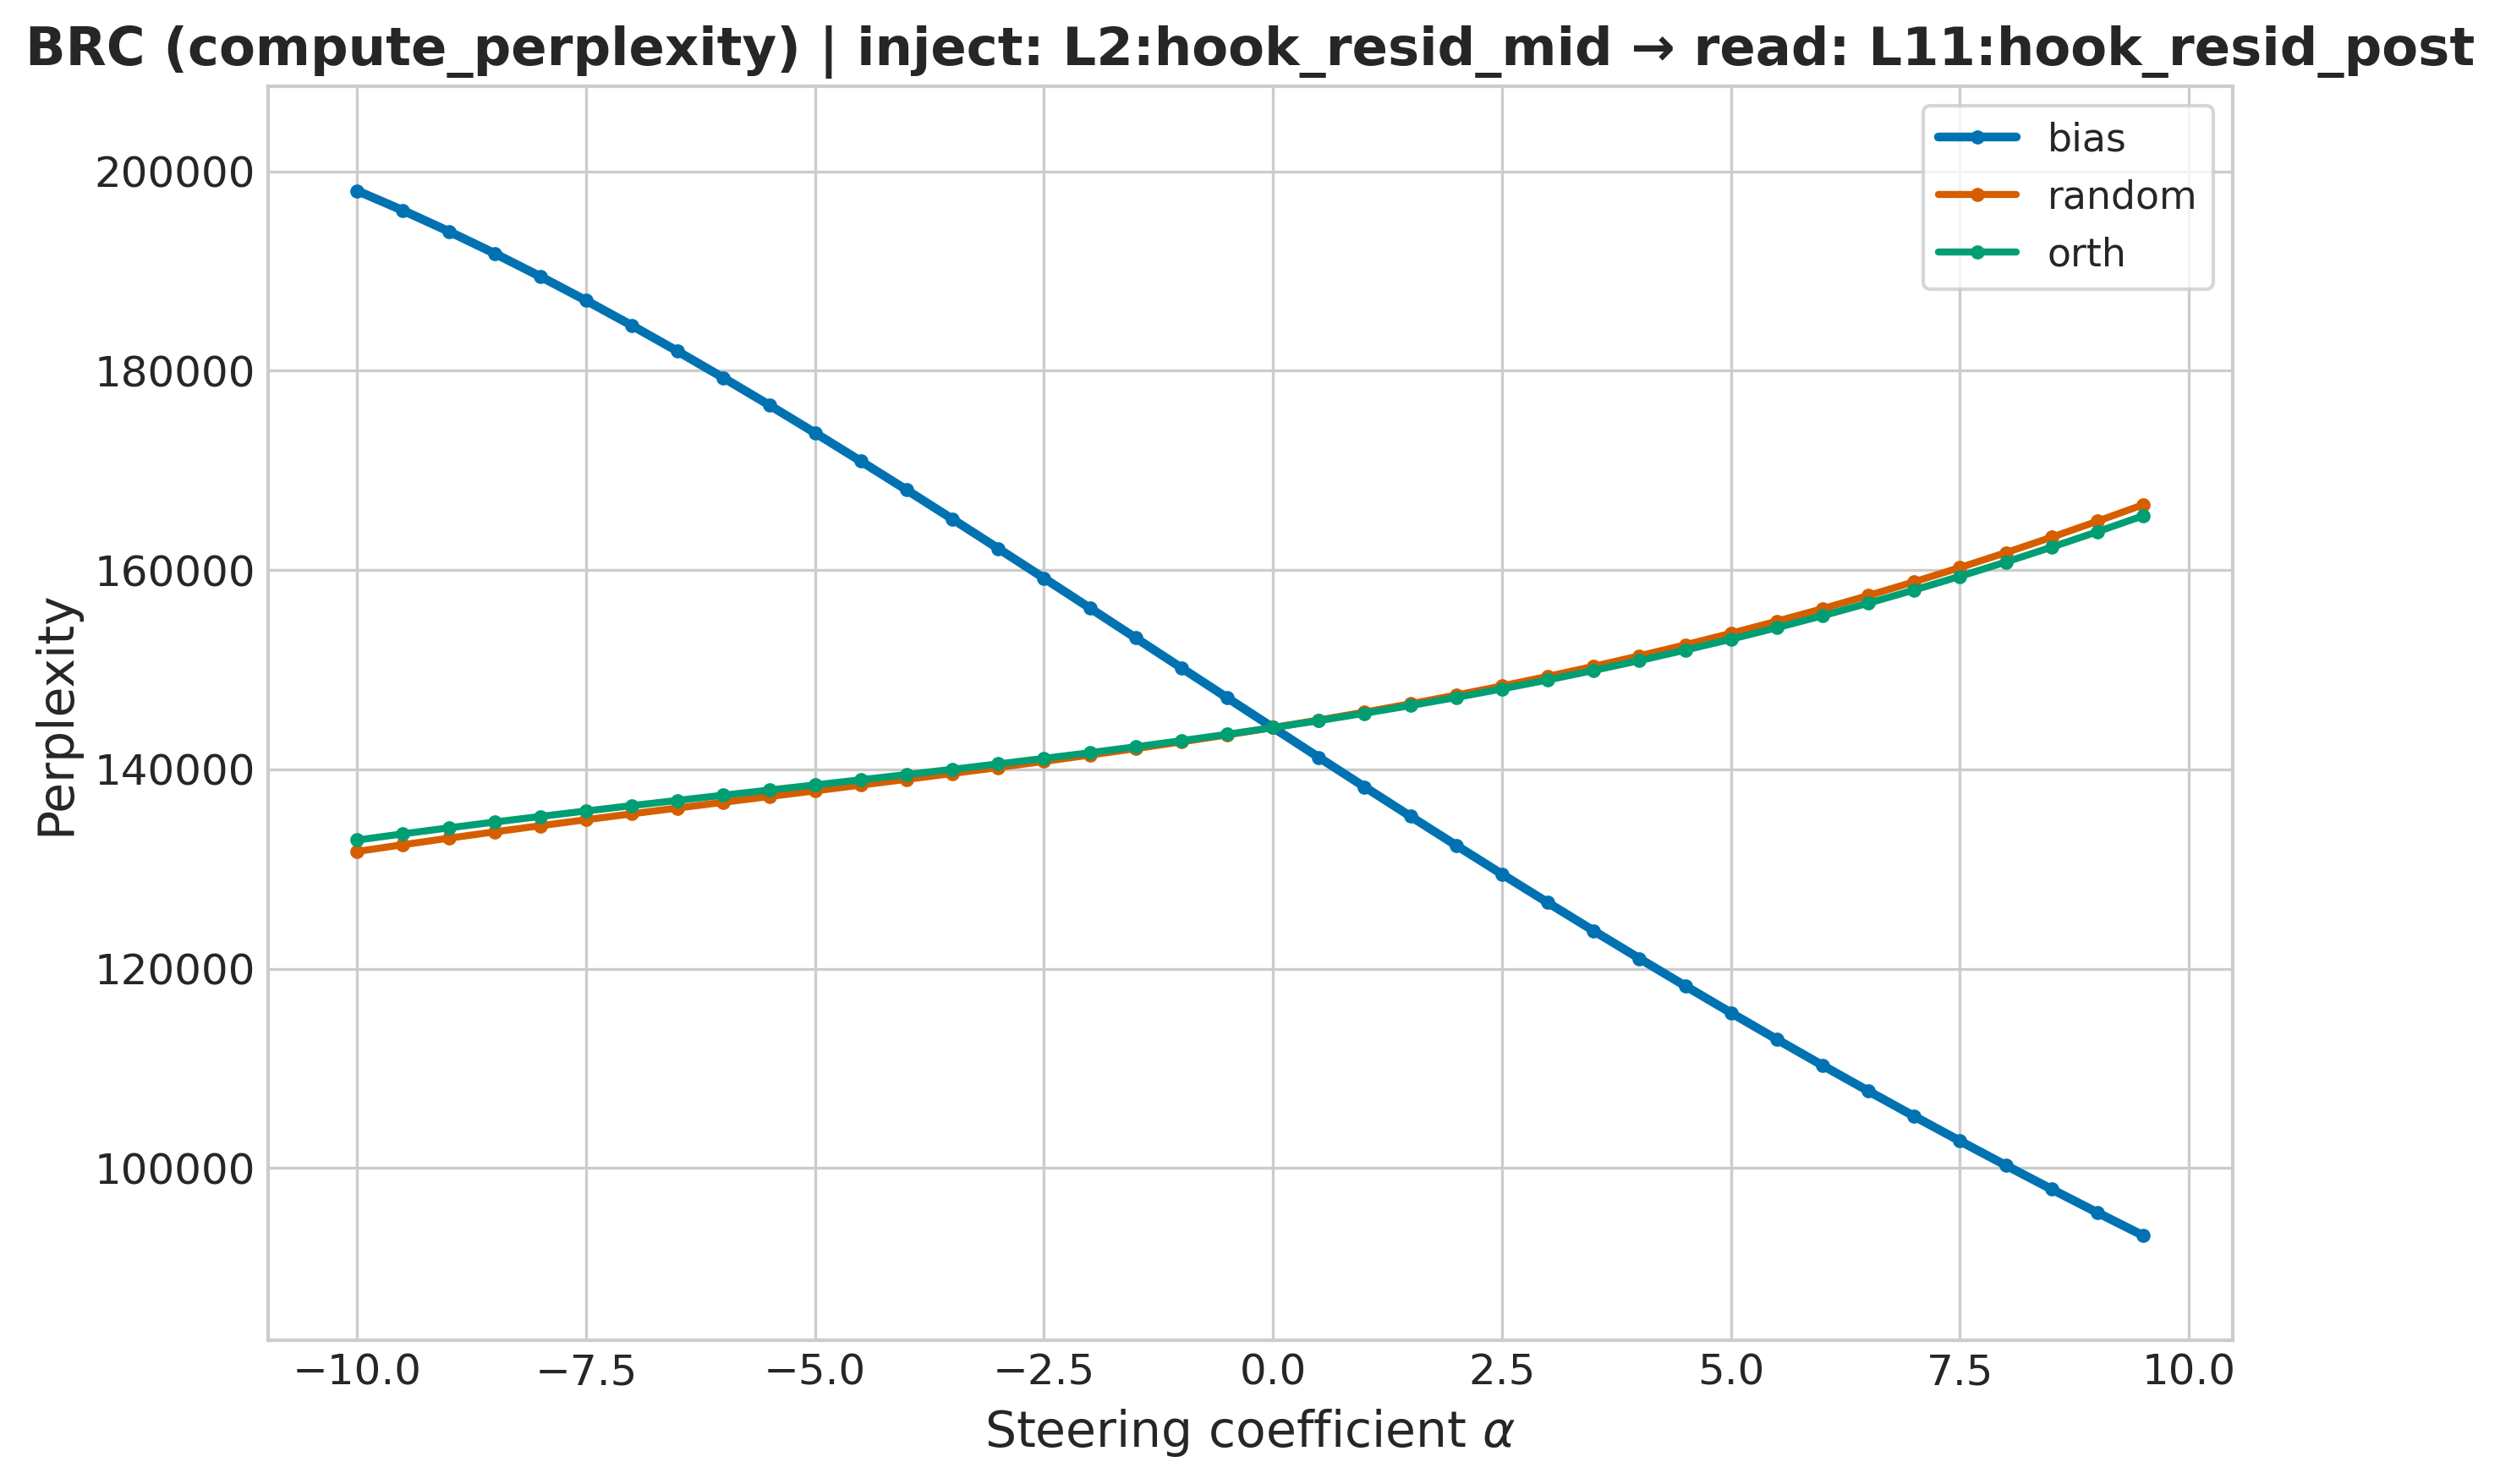 BRC (compute_perplexity) | inject: L2:hook_resid_mid → read: L11:hook_resid_post
bias
random
orth
Perplexity
200000
180000
160000
140000
120000
100000
−10.0 −7.5 −5.0 −2.5 0.0 2.5 5.0 7.5 10.0
Steering coefficient α